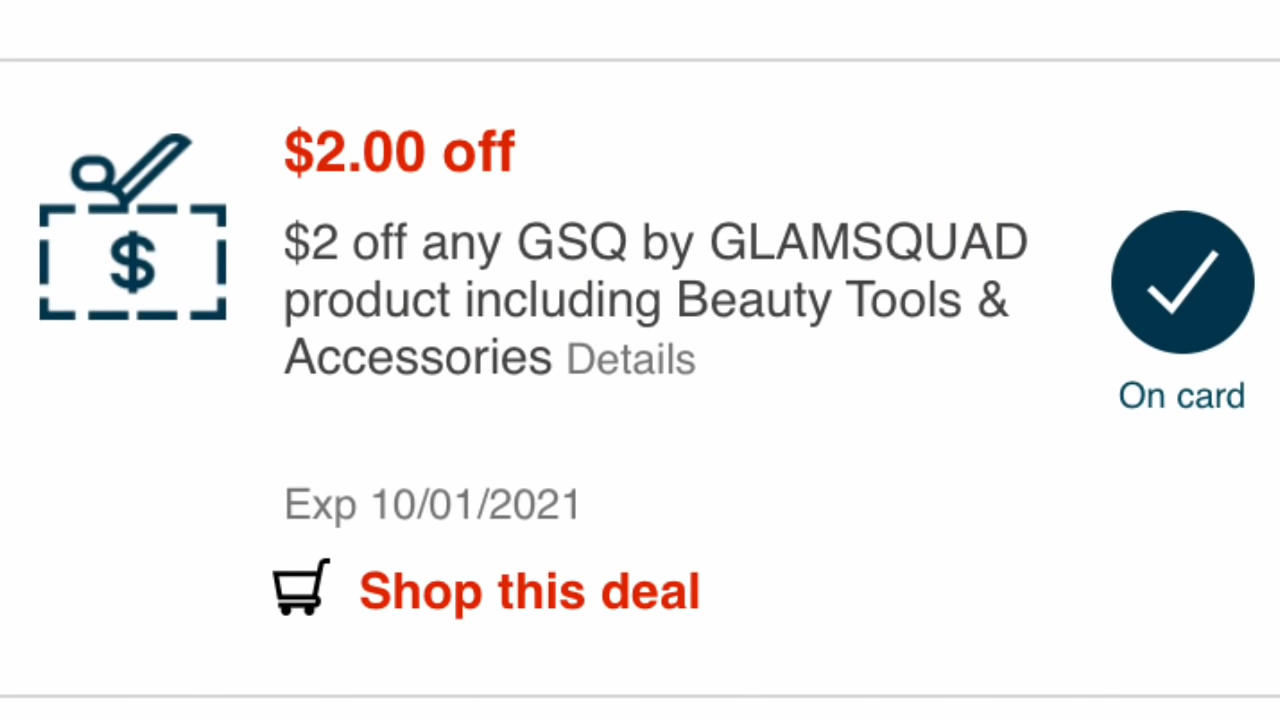 $2.00 off
$2 off any GSQ by GLAMSQUAD
product including Beauty Tools &
Accessories Details
On card
Exp 10/01/2021
Shop this deal
$